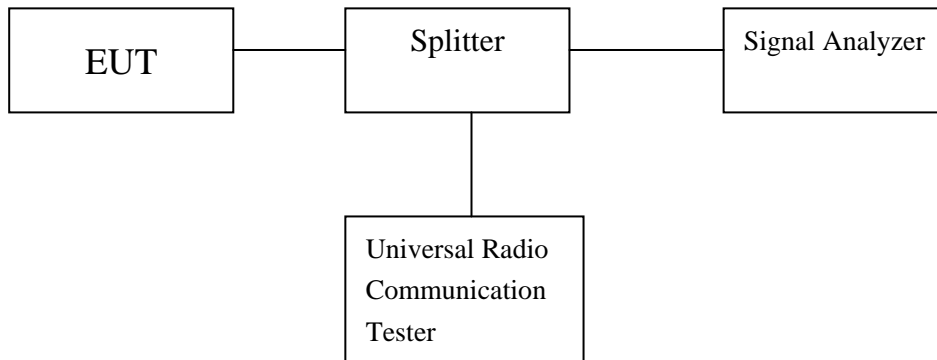 EUT
Splitter
Signal Analyzer
Universal Radio
Communication
Tester